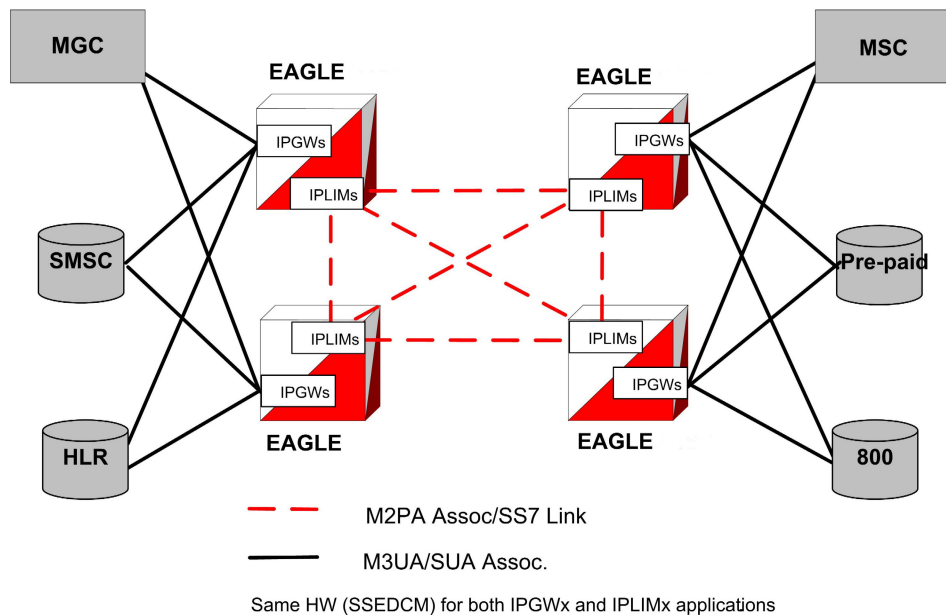 MGC
MSC
EAGLE
EAGLE
IPGWs
IPGWs
IPLIMs
IPLIMs
SMSC
Pre-paid
IPLIMs
IPLIMs
IPGWs
IPGWs
EAGLE
EAGLE
HLR
800
M2PA Assoc/SS7 Link
M3UA/SUA Assoc.
Same HW (SSEDCM) for both IPGWx and IPLIMx applications